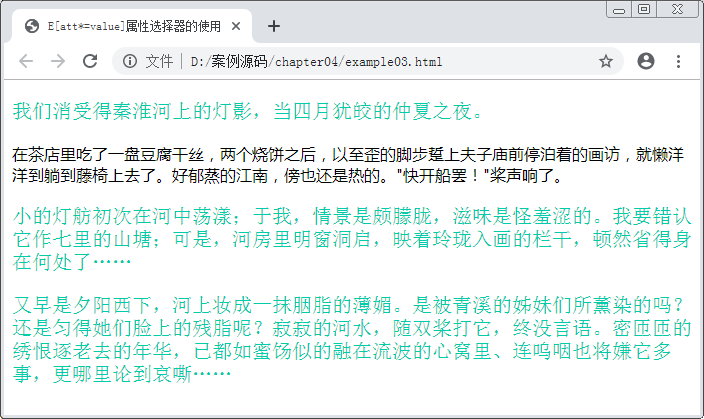 E[att*=value]属性选择器的使用
文件 | D:/案例源码/chapter04/example03.html
我们消受得秦淮河上的灯影，当四月犹皎的仲夏之夜。
在茶店里吃了一盘豆腐干丝，两个烧饼之后，以至歪的脚步踅上夫子庙前停泊着的画访，就懒洋
洋到躺到藤椅上去了。好郁蒸的江南，傍也还是热的。"快开船罢！"桨声响了。
小的灯舫初次在河中荡漾；于我，情景是颇朦胧，滋味是怪羞涩的。我要错认
它作七里的山塘；可是，河房里明窗洞启，映着玲珑入画的栏干，顿然省得身
在何处了……
又早是夕阳西下，河上妆成一抹胭脂的薄媚。是被青溪的姊妹们所薰染的吗？
还是匀得她们脸上的残脂呢？寂寂的河水，随双桨打它，终没言语。密匝匝的
绣恨逐老去的年华，已都如蜜饧似的融在流波的心窝里、连呜咽也将嫌它多
事，更哪里论到哀嘶……